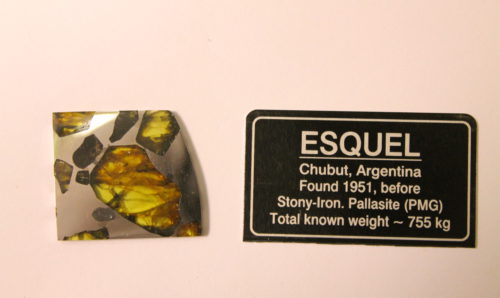 ESQUEL
Chubut, Argentina
Found 1951, before
Stony-Iron. Pallasite (PMG)
Total known weight ~ 755 kg